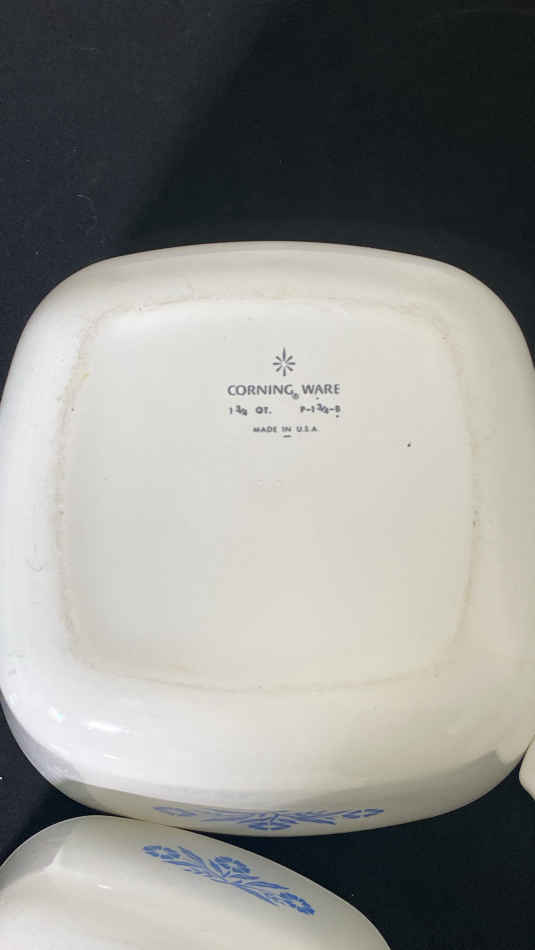 CORNING® WARE
1 3/4 QT. P-1 3/4-B
MADE IN U.S.A.